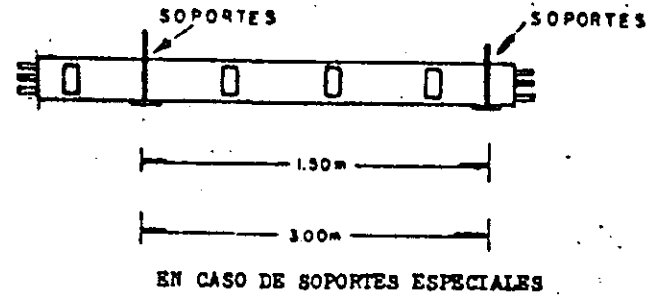 SOPORTES
SOPORTES
1.50m
3.00m
EN CASO DE SOPORTES ESPECIALES